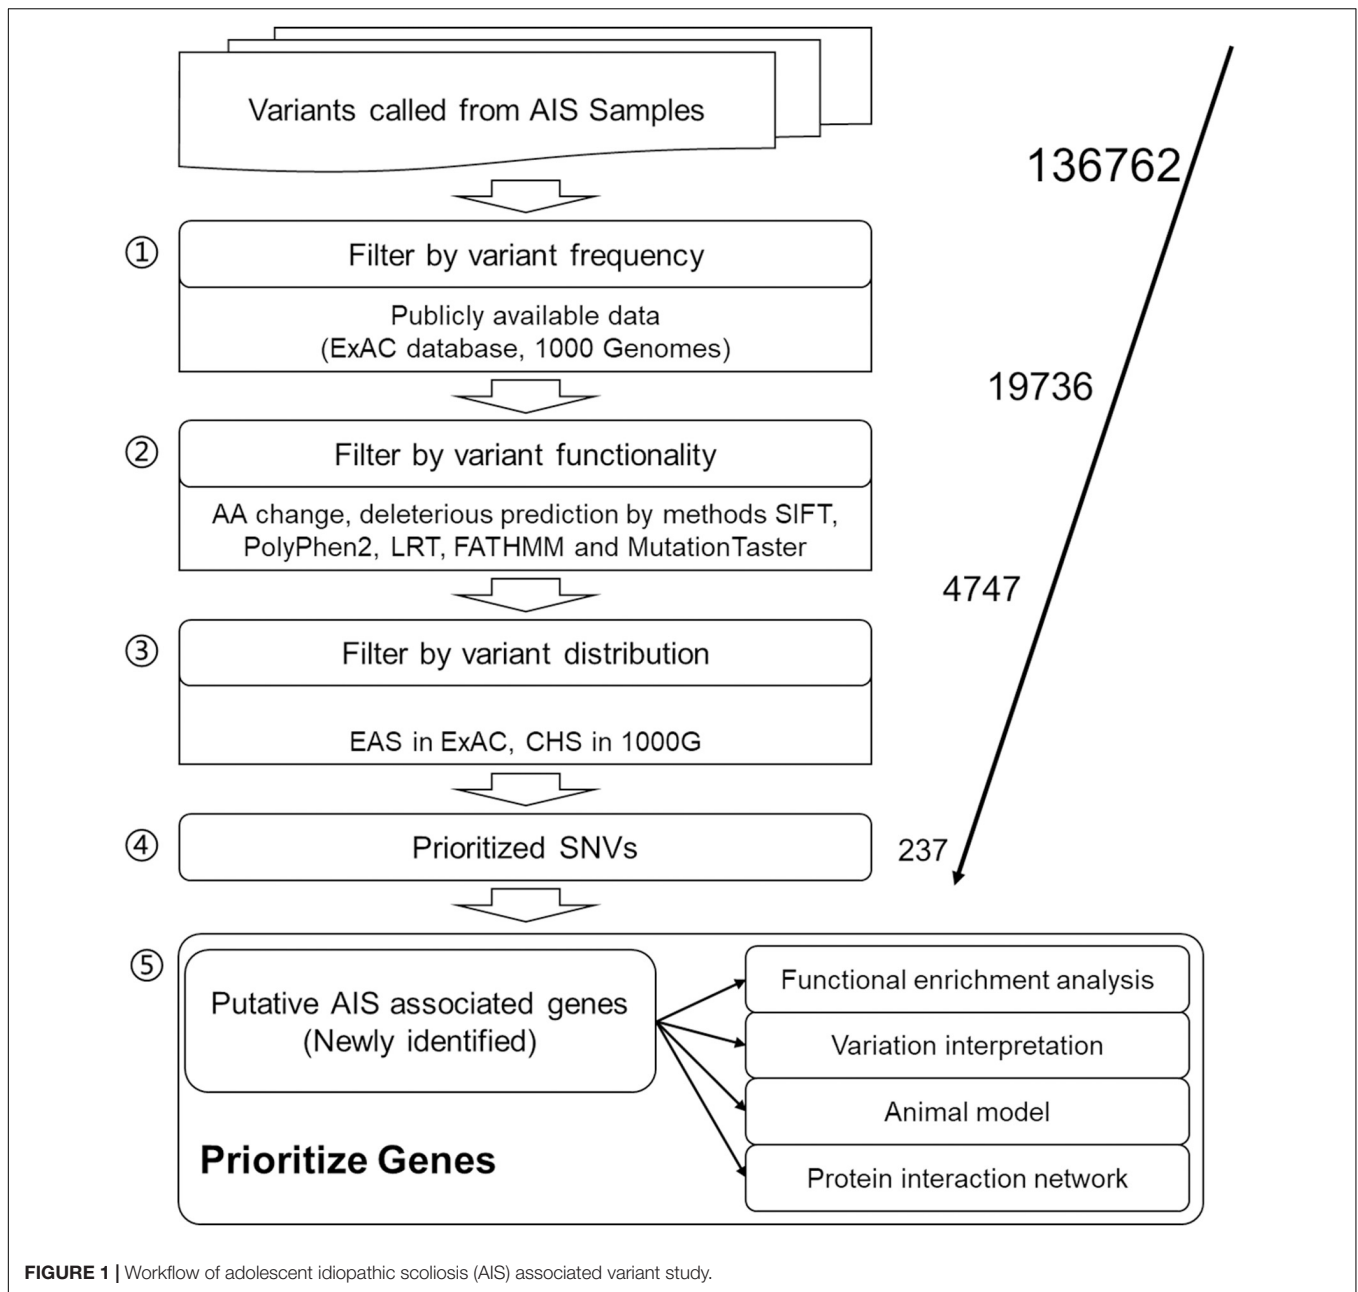 Variants called from AIS Samples
136762
① Filter by variant frequency
Publicly available data
(ExAC database, 1000 Genomes)
19736
② Filter by variant functionality
AA change, deleterious prediction by methods SIFT,
PolyPhen2, LRT, FATHMM and MutationTaster
4747
③ Filter by variant distribution
EAS in ExAC, CHS in 1000G
④ Prioritized SNVs
237
⑤
Putative AIS associated genes
(Newly identified)
Prioritize Genes
Functional enrichment analysis
Variation interpretation
Animal model
Protein interaction network
FIGURE 1 | Workflow of adolescent idiopathic scoliosis (AIS) associated variant study.